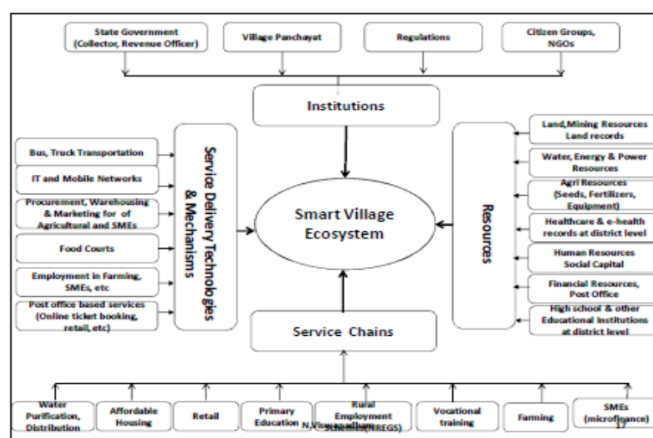 State Government
(Collector, Revenue Officer)
Village Panchayat
Regulations
Citizen Groups,
NGOs
Institutions
Bus, Truck Transportation
IT and Mobile Networks
Procurement, Warehousing
& Marketing for of
Agricultural and SMEs
Food Courts
Employment in Farming,
SMEs, etc
Post office based services
(Online ticket booking,
retail, etc)
Service Delivery Technologies
& Mechanisms
Smart Village
Ecosystem
Resources
Land,Mining Resources
Land records
Water, Energy & Power
Resources
Agri Resources
(Seeds, Fertilizers,
Equipment)
Healthcare & e-health
records at district level
Human Resources
Social Capital
Financial Resources,
Post Office
High school & other
Educational Institutions
at district level
Service Chains
Water
Purification,
Distribution
Affordable
Housing
Retail
Primary
Education
Rural
Employment
Schemes(NREGS)
Vocational
training
Farming
SMEs
(microfinance)
N.Viswanadham
17